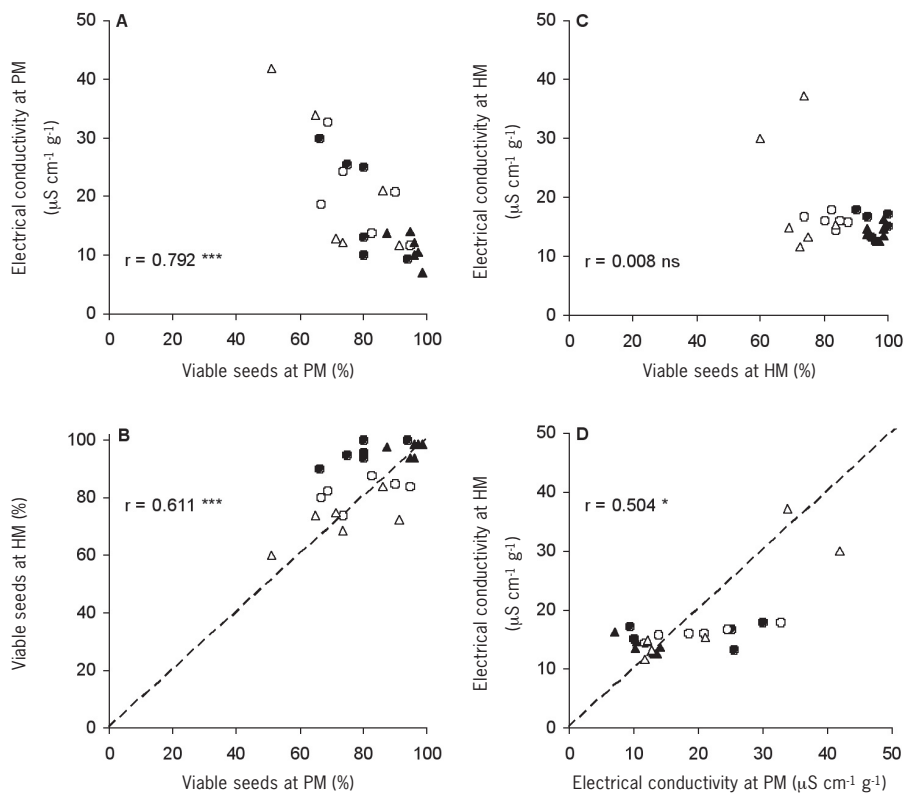 A
Electrical conductivity at PM
(µS cm-1 g-1)
50
40
30
20
10
0
r = 0.792 ***
0 20 40 60 80 100
Viable seeds at PM (%)
C
Electrical conductivity at HM
(µS cm-1 g-1)
50
40
30
20
10
0
r = 0.008 ns
0 20 40 60 80 100
Viable seeds at HM (%)
B
Viable seeds at HM (%)
100
80
60
40
20
0
r = 0.611 ***
0 20 40 60 80 100
Viable seeds at PM (%)
D
Electrical conductivity at HM
(µS cm-1 g-1)
50
40
30
20
10
0
r = 0.504 *
0 10 20 30 40 50
Electrical conductivity at PM (µS cm-1 g-1)